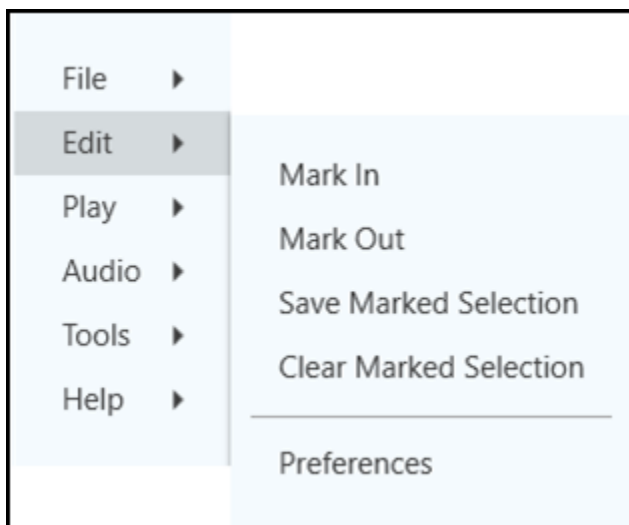 File
Edit
Play
Audio
Tools
Help
Mark In
Mark Out
Save Marked Selection
Clear Marked Selection
Preferences